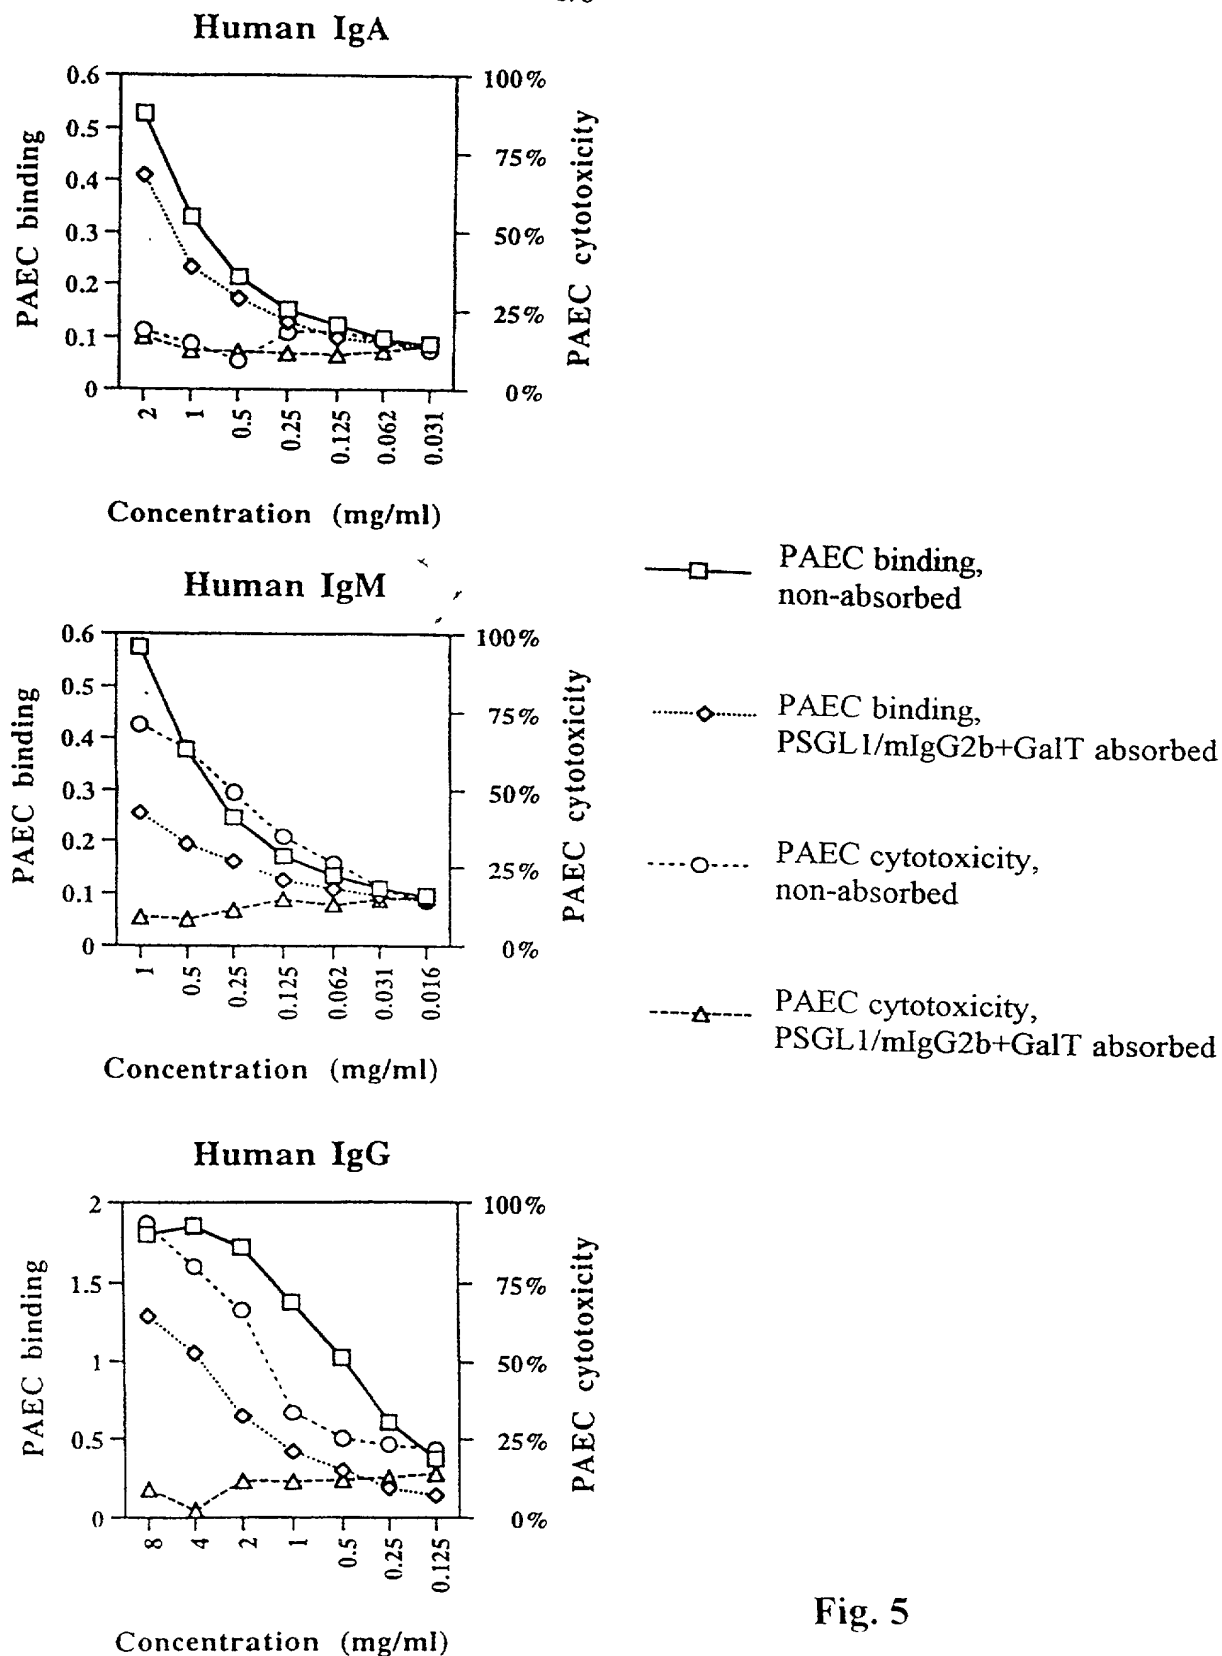 Human IgA
0.6
0.5
0.4
0.3
0.2
0.1
0
PAEC binding
100%
75%
50%
25%
0%
PAEC cytotoxicity
2
1
0.5
0.25
0.125
0.062
0.031
Concentration (mg/ml)
Human IgM
0.6
0.5
0.4
0.3
0.2
0.1
0
PAEC binding
100%
75%
50%
25%
0%
PAEC cytotoxicity
1
0.5
0.25
0.125
0.062
0.031
0.016
Concentration (mg/ml)
PAEC binding,
non-absorbed
PAEC binding,
PSGL1/mIgG2b+GalT absorbed
PAEC cytotoxicity,
non-absorbed
PAEC cytotoxicity,
PSGL1/mIgG2b+GalT absorbed
Human IgG
2
1.5
1
0.5
0
PAEC binding
100%
75%
50%
25%
0%
PAEC cytotoxicity
8
4
2
1
0.5
0.25
0.125
Concentration (mg/ml)
Fig. 5